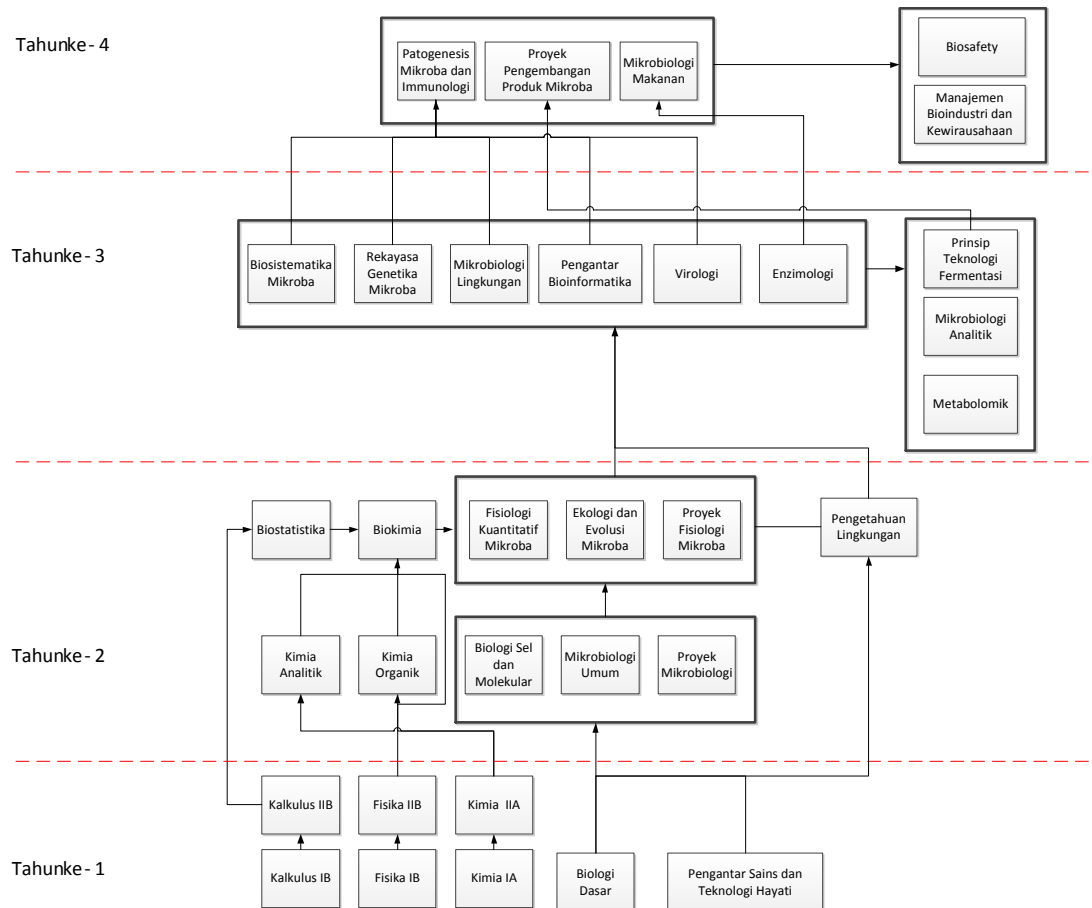 Tahunke - 4
Patogenesis
Mikroba dan
Immunologi
Proyek
Pengembangan
Produk Mikroba
Mikrobiologi
Makanan
Biosafety
Manajemen
Bioindustri dan
Kewirausahaan
Tahunke - 3
Biosistematika
Mikroba
Rekayasa
Genetika
Mikroba
Mikrobiologi
Lingkungan
Pengantar
Bioinformatika
Virologi
Enzimologi
Prinsip
Teknologi
Fermentasi
Mikrobiologi
Analitik
Metabolomik
Biostatistika
Biokimia
Fisiologi
Kuantitatif
Mikroba
Ekologi dan
Evolusi
Mikroba
Proyek
Fisiologi
Mikroba
Pengetahuan
Lingkungan
Tahunke - 2
Kimia
Analitik
Kimia
Organik
Biologi Sel
dan
Molekular
Mikrobiologi
Umum
Proyek
Mikrobiologi
Kalkulus IIB
Fisika IIB
Kimia IIA
Tahunke - 1
Kalkulus IB
Fisika IB
Kimia IA
Biologi
Dasar
Pengantar Sains dan
Teknologi Hayati